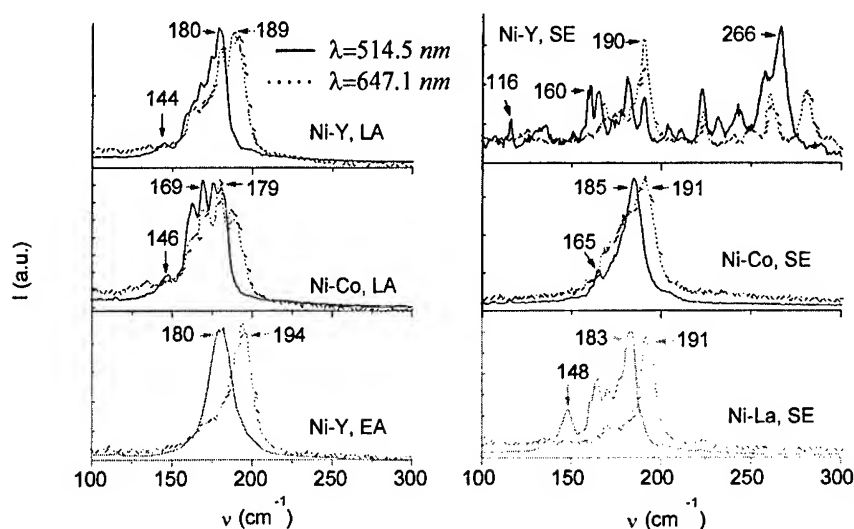 180
189
λ=514.5 nm
λ=647.1 nm
144
Ni-Y, LA
169
179
146
Ni-Co, LA
I (a.u.)
180
194
Ni-Y, EA
100 150 200 250 300
ν (cm⁻¹)
Ni-Y, SE
190
266
116
160
185
191
165
Ni-Co, SE
183
191
148
Ni-La, SE
100 150 200 250 300
ν (cm⁻¹)